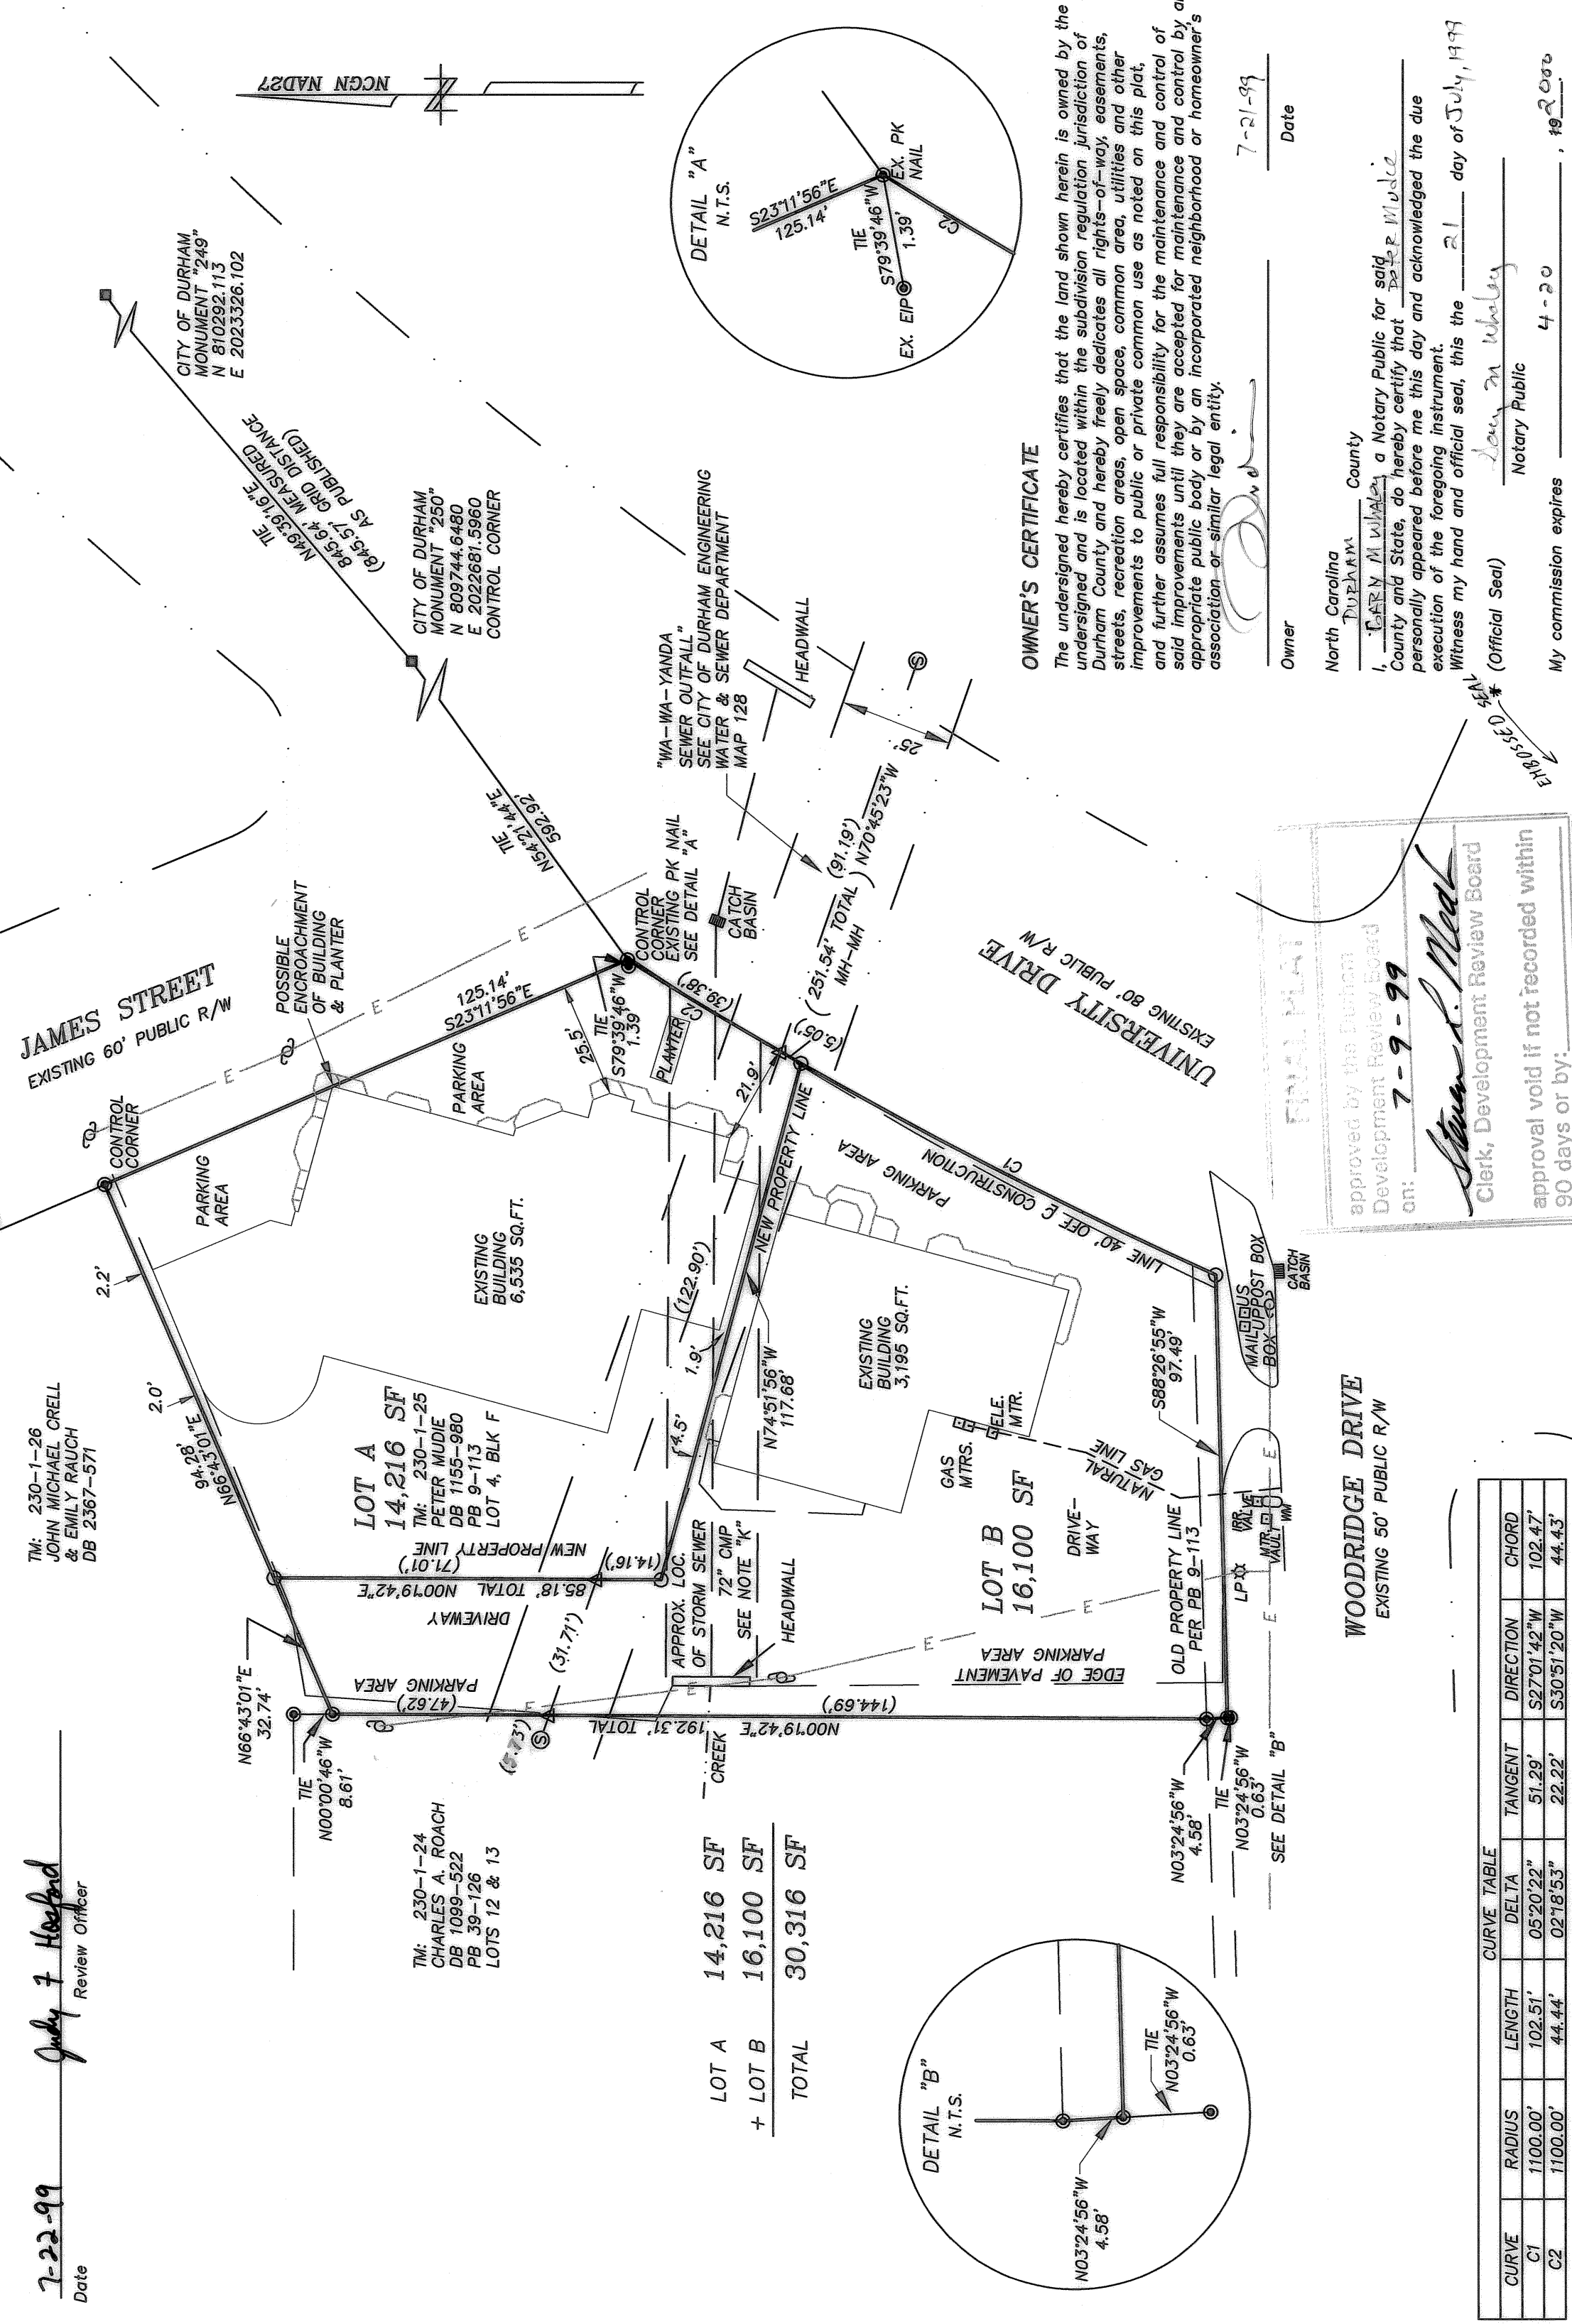 7-22-99
Date
Judy 7 Hosford
Review Officer
TM: 230-1-26
JOHN MICHAEL CRELL
& EMILY RAUCH
DB 2367-571
JAMES STREET
EXISTING 60' PUBLIC R/W
NCGN NAD27
CITY OF DURHAM
MONUMENT "249"
N 810292.113
E 2023326.102
TIE
N49°39'16"E
845.64' MEASURED
(845.57' GRID DISTANCE
AS PUBLISHED)
CITY OF DURHAM
MONUMENT "250"
N 809744.6480
E 2022681.5960
CONTROL CORNER
TIE
N54°21'44"E
592.92'
CONTROL
CORNER
POSSIBLE
ENCROACHMENT
OF BUILDING
& PLANTER
E
E
E
125.14'
S23°11'56"E
PARKING
AREA
PARKING
AREA
25.5'
2.2'
2.0'
94.28'
N66°43'01"E
N66°43'01"E
32.74'
TIE
N00°00'46"W
8.61'
TM: 230-1-24
CHARLES A. ROACH
DB 1099-522
PB 39-126
LOTS 12 & 13
LOT A
14,216 SF
TM: 230-1-25
PETER MUDIE
DB 1155-980
PB 9-113
LOT 4, BLK F
EXISTING
BUILDING
6,535 SQ.FT.
NEW PROPERTY LINE
(71.01')
85.18' TOTAL
N00°19'42"E
(14.16')
DRIVEWAY
PARKING AREA
(47.62')
(31.71')
(5.73')
S
E
N00°19'42"E
192.31' TOTAL
(144.69')
CREEK
APPROX. LOC.
OF STORM SEWER
72" CMP
SEE NOTE "K"
HEADWALL
E
TIE
S79°39'46"W
1.39'
CONTROL
CORNER
EXISTING PK NAIL
SEE DETAIL "A"
PLANTER
C2
(39.38')
(5.05')
21.9'
CATCH
BASIN
"WA-WA-YANDA
SEWER OUTFALL"
SEE CITY OF DURHAM ENGINEERING
WATER & SEWER DEPARTMENT
MAP 128
HEADWALL
25'
S
(91.19')
(251.54' TOTAL)
MH-MH
N70°45'23"W
(122.90')
1.9'
14.5'
NEW PROPERTY LINE
N74°51'56"W
117.68'
EXISTING
BUILDING
3,195 SQ.FT.
PARKING AREA
LINE 40' OFF ℄ CONSTRUCTION
C1
UNIVERSITY DRIVE
EXISTING 80' PUBLIC R/W
GAS
MTRS.
ELE.
MTR.
NATURAL
GAS LINE
LOT B
16,100 SF
DRIVE-
WAY
EDGE OF PAVEMENT
PARKING AREA
E
E
OLD PROPERTY LINE
PER PB 9-113
S88°26'55"W
97.49'
LP
IRR.
VALVE
MTR.
VAULT
WM
E
E
MAIL
BOX
US
POST BOX
UP
CATCH
BASIN
N03°24'56"W
4.58'
TIE
N03°24'56"W
0.63'
SEE DETAIL "B"
WOODRIDGE DRIVE
EXISTING 50' PUBLIC R/W
LOT A 14,216 SF
+ LOT B 16,100 SF
TOTAL 30,316 SF
DETAIL "B"
N.T.S.
N03°24'56"W
4.58'
TIE
N03°24'56"W
0.63'
DETAIL "A"
N.T.S.
S23°11'56"E
125.14'
TIE
S79°39'46"W
1.39'
EX. EIP
EX. PK
NAIL
C2
CURVE TABLE
CURVE RADIUS LENGTH DELTA TANGENT DIRECTION CHORD
C1 1100.00' 102.51' 05°20'22" 51.29' S27°01'42"W 102.47'
C2 1100.00' 44.44' 02°18'53" 22.22' S30°51'20"W 44.43'
FINAL PLAT
approved by the Durham
Development Review Board
on: 7-9-99
Steven L. Medl
Clerk, Development Review Board
approval void if not recorded within
90 days or by:
OWNER'S CERTIFICATE
The undersigned hereby certifies that the land shown herein is owned by the
undersigned and is located within the subdivision regulation jurisdiction of
Durham County and hereby freely dedicates all rights-of-way, easements,
streets, recreation areas, open space, common area, utilities and other
improvements to public or private common use as noted on this plat,
and further assumes full responsibility for the maintenance and control of
said improvements until they are accepted for maintenance and control by a
appropriate public body or by an incorporated neighborhood or homeowner's
association or similar legal entity.
7-21-99
Owner Date
North Carolina
DURHAM County
I, GARY M WHALEY, a Notary Public for said
County and State, do hereby certify that PETER Mudie
personally appeared before me this day and acknowledged the due
execution of the foregoing instrument.
Witness my hand and official seal, this the 21 day of July, 1999
* (Official Seal) Gary M Whaley
Notary Public
My commission expires 4-20, 19 2000.
EMBOSSED SEAL